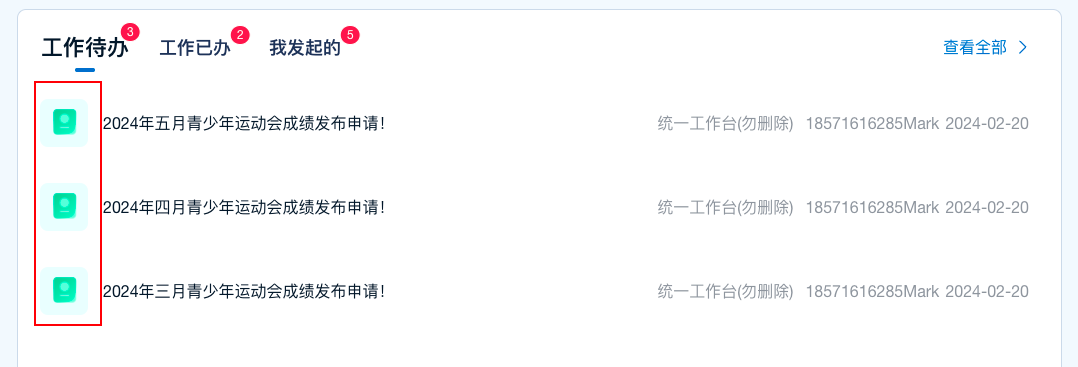 工作待办 3 工作已办 2 我发起的 5 查看全部
2024年五月青少年运动会成绩发布申请! 统一工作台(勿删除) 18571616285Mark 2024-02-20
2024年四月青少年运动会成绩发布申请! 统一工作台(勿删除) 18571616285Mark 2024-02-20
2024年三月青少年运动会成绩发布申请! 统一工作台(勿删除) 18571616285Mark 2024-02-20